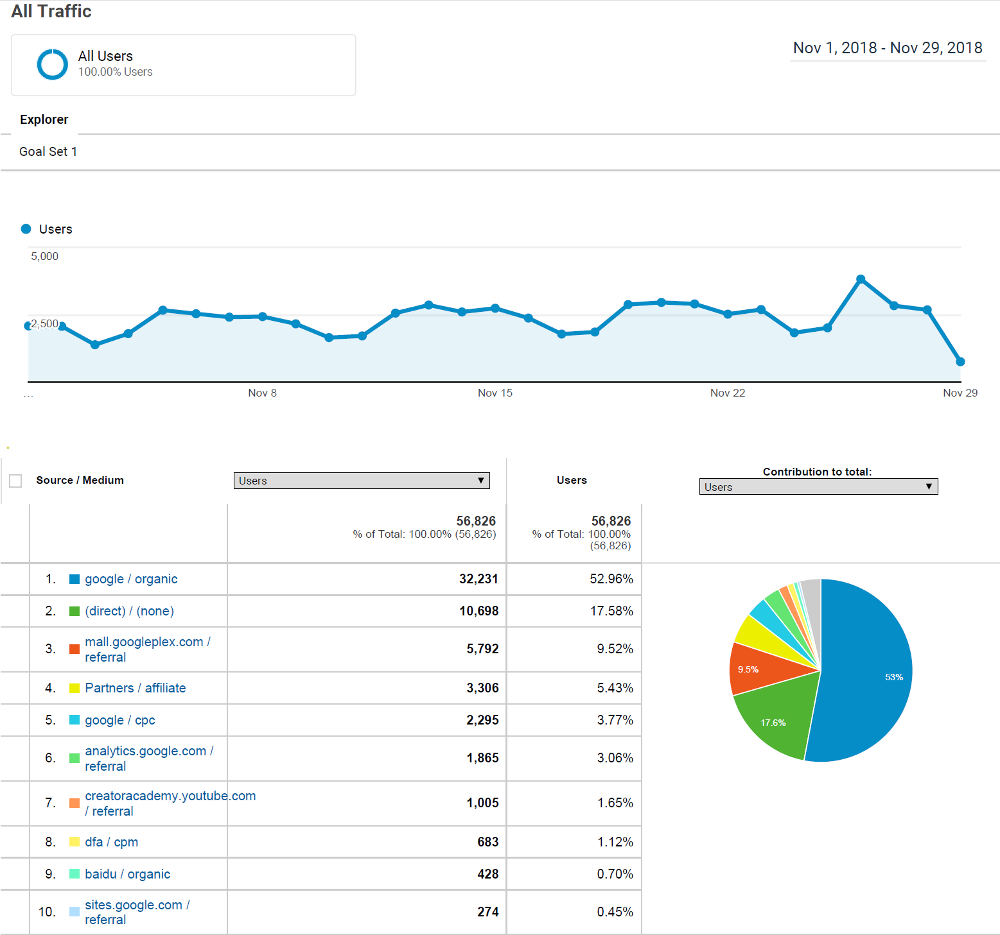 All Traffic
All Users
100.00% Users
Nov 1, 2018 - Nov 29, 2018
Explorer
Goal Set 1
Users
5,000
2,500
...
Nov 8
Nov 15
Nov 22
Nov 29
Source / Medium
Users ▼
Users
Contribution to total:
Users ▼
56,826
% of Total: 100.00% (56,826)
56,826
% of Total: 100.00%
(56,826)
1. google / organic 32,231 52.96%
2. (direct) / (none) 10,698 17.58%
3. mall.googleplex.com /
referral
5,792 9.52%
4. Partners / affiliate 3,306 5.43%
5. google / cpc 2,295 3.77%
6. analytics.google.com /
referral
1,865 3.06%
7. creatoracademy.youtube.com
/ referral
1,005 1.65%
8. dfa / cpm 683 1.12%
9. baidu / organic 428 0.70%
10. sites.google.com /
referral
274 0.45%
53%
17.6%
9.5%